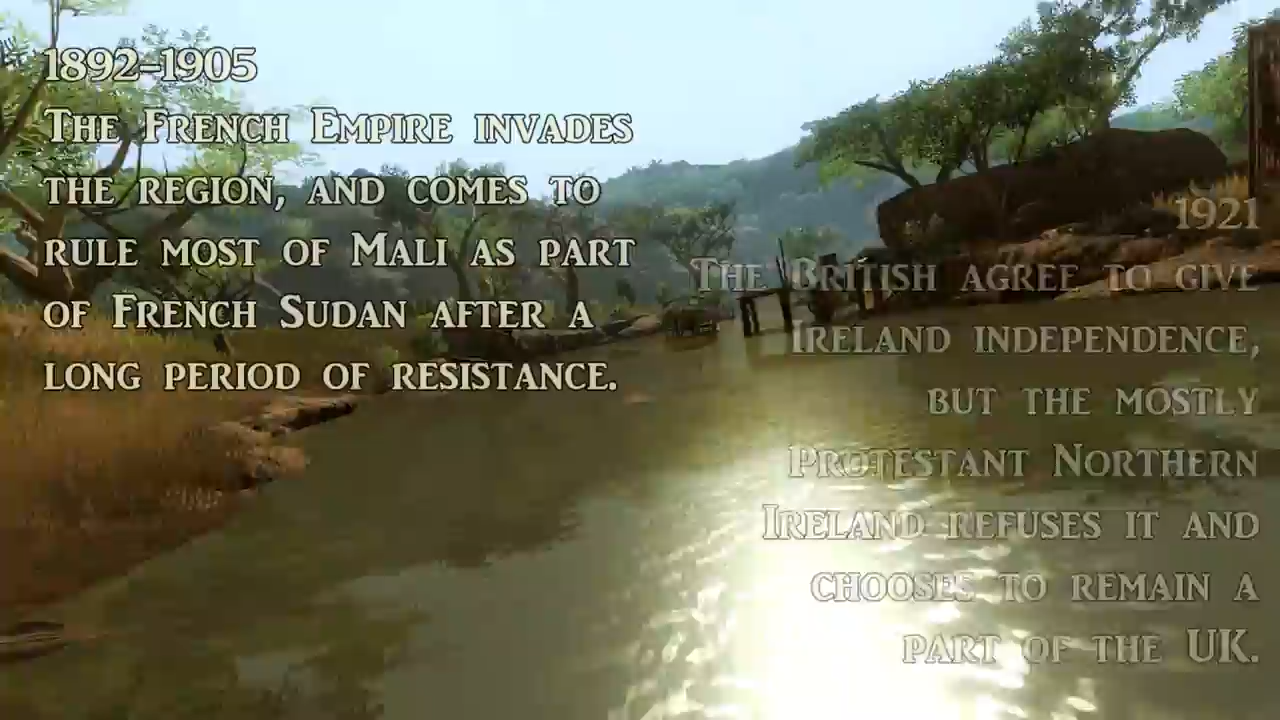 1892–1905
The French Empire invades
the region, and comes to
rule most of Mali as part
of French Sudan after a
long period of resistance.
1921
The British agree to give
Ireland independence,
but the mostly
Protestant Northern
Ireland refuses it and
chooses to remain a
part of the UK.